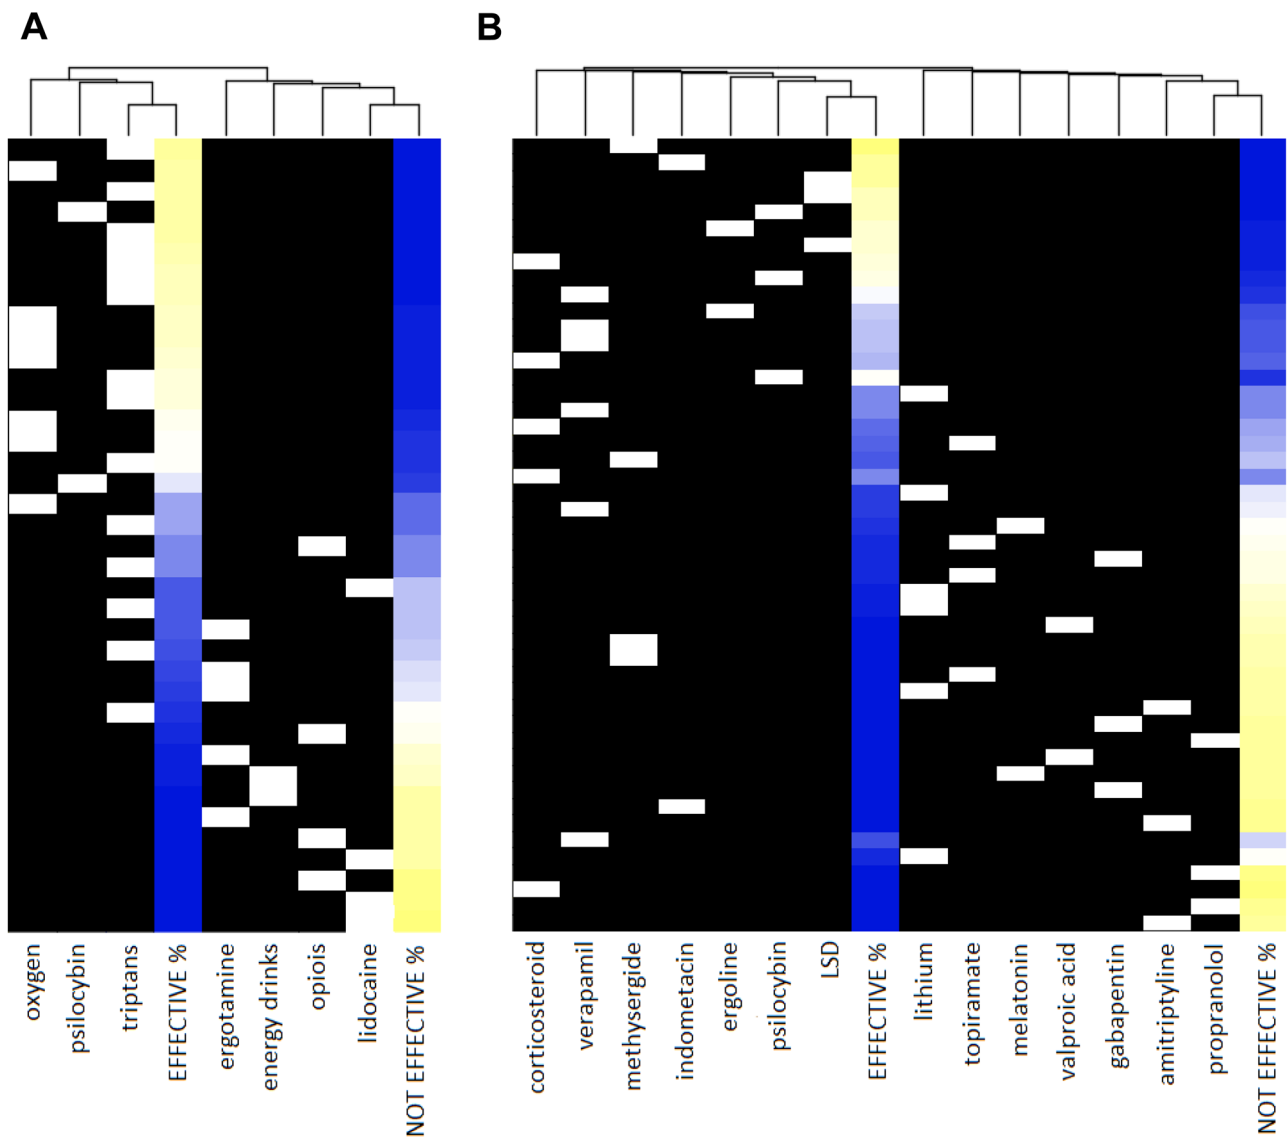 A
B
oxygen
psilocybin
triptans
EFFECTIVE %
ergotamine
energy drinks
opiois
lidocaine
NOT EFFECTIVE %
corticosteroid
verapamil
methysergide
indometacin
ergoline
psilocybin
LSD
EFFECTIVE %
lithium
topiramate
melatonin
valproic acid
gabapentin
amitriptyline
propranolol
NOT EFFECTIVE %